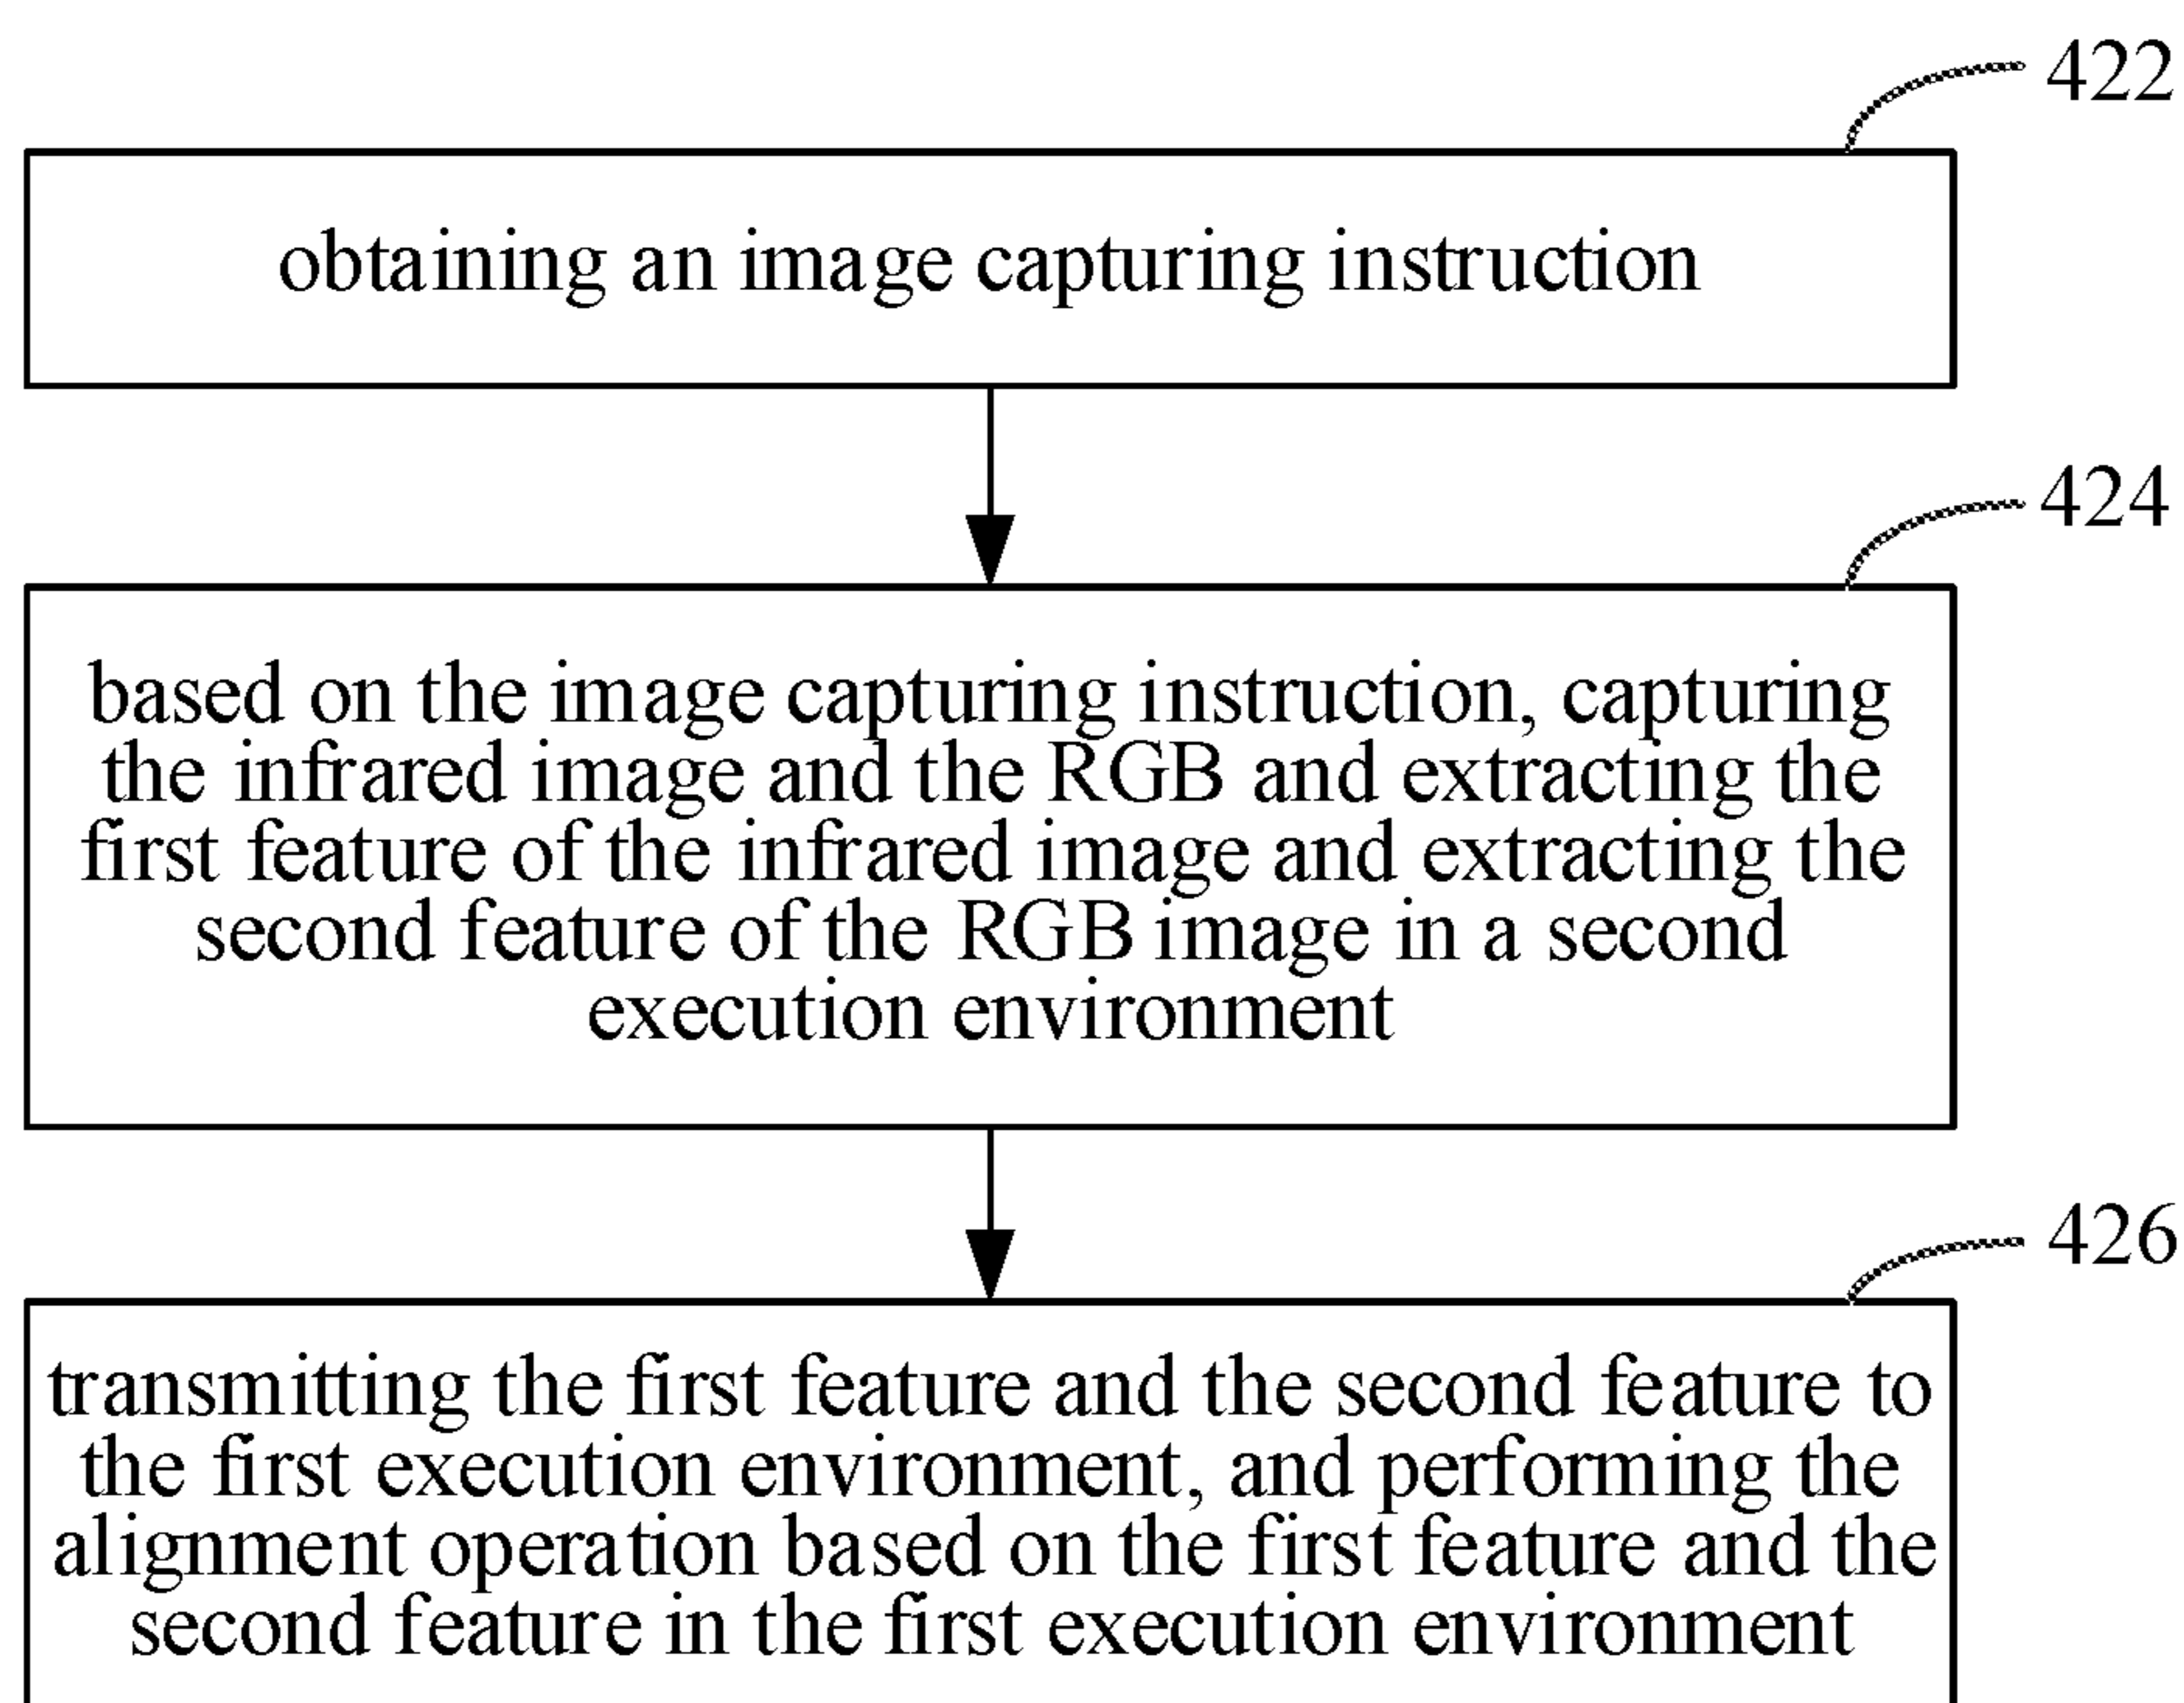 422
obtaining an image capturing instruction
424
based on the image capturing instruction, capturing
the infrared image and the RGB and extracting the
first feature of the infrared image and extracting the
second feature of the RGB image in a second
execution environment
426
transmitting the first feature and the second feature to
the first execution environment, and performing the
alignment operation based on the first feature and the
second feature in the first execution environment